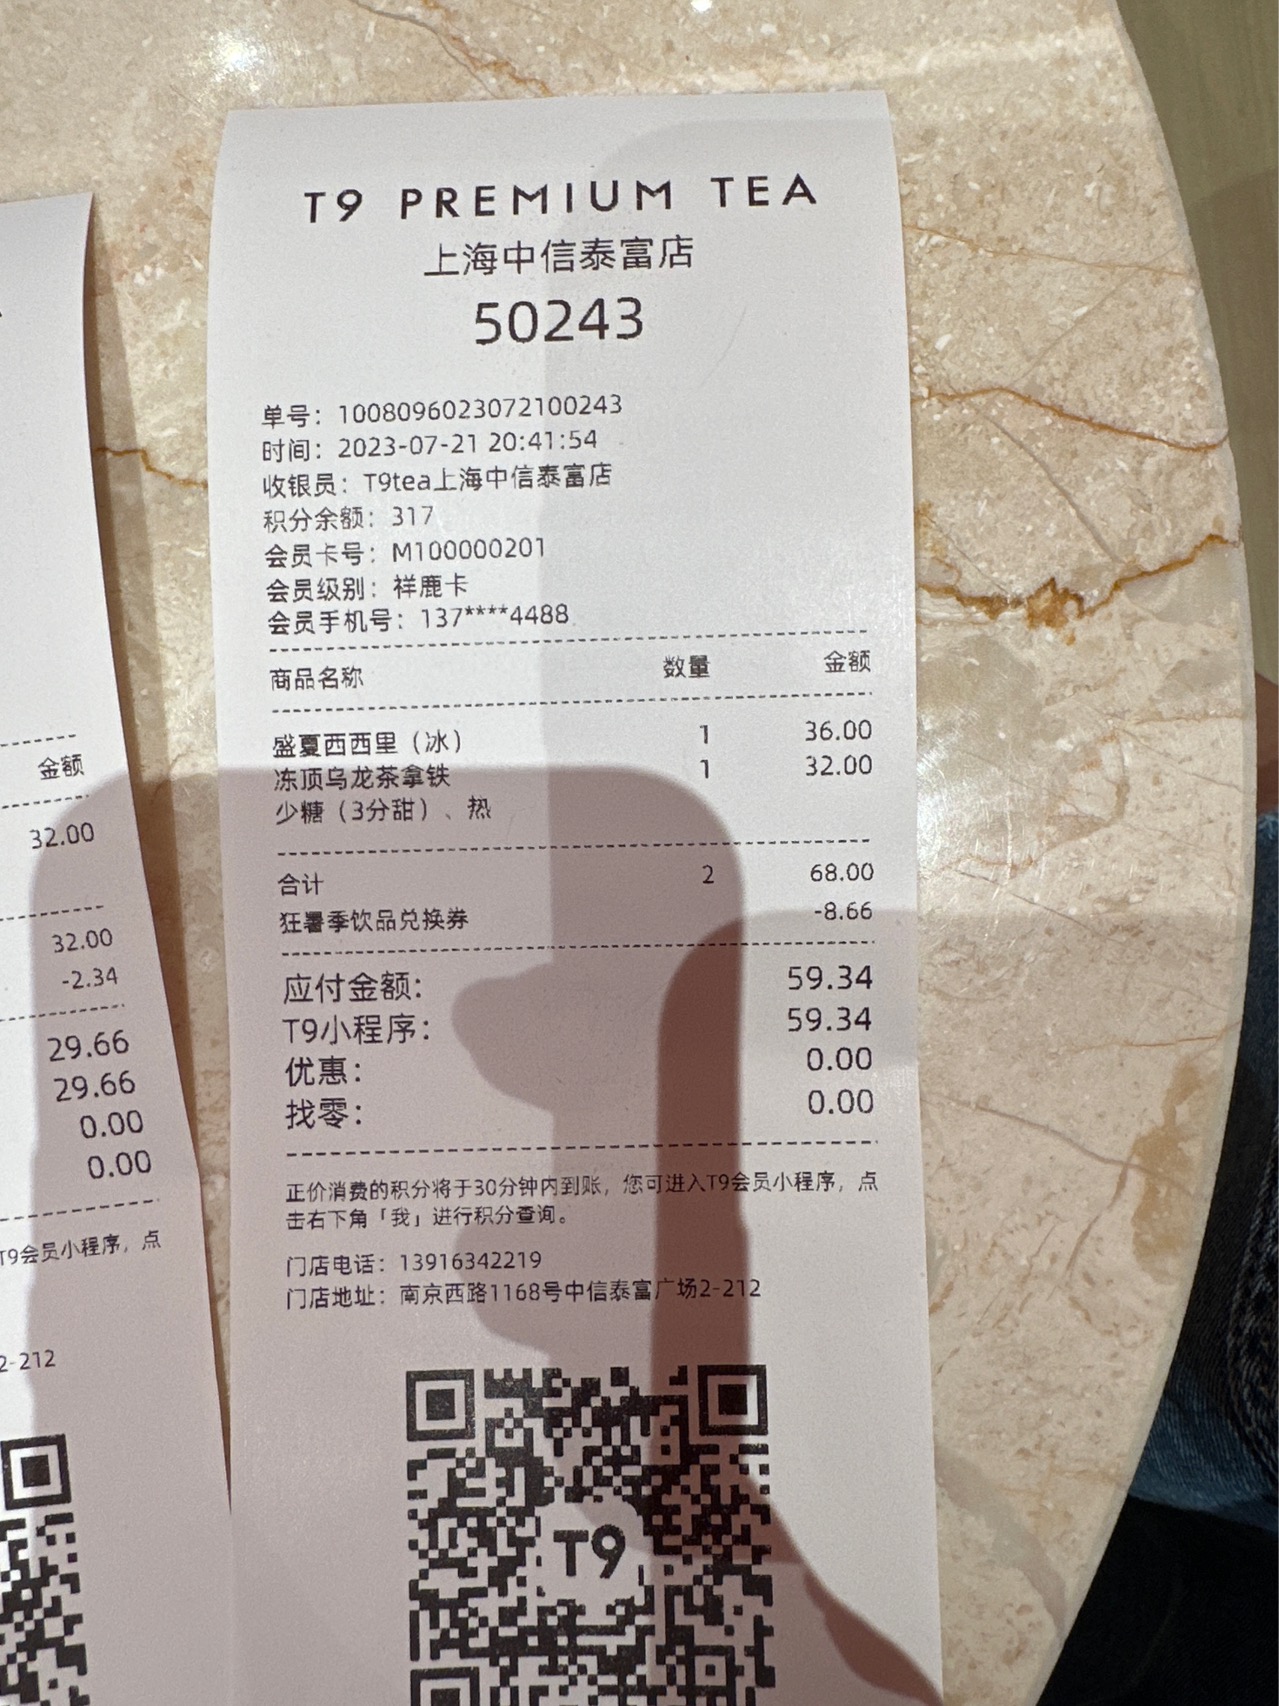 T9 PREMIUM TEA
上海中信泰富店
50243
单号：1008096023072100243
时间：2023-07-21 20:41:54
收银员：T9tea上海中信泰富店
积分余额：317
会员卡号：M100000201
会员级别：祥鹿卡
会员手机号：137****4488
商品名称 数量 金额
盛夏西西里（冰） 1 36.00
冻顶乌龙茶拿铁 1 32.00
少糖（3分甜）、热
合计 2 68.00
狂暑季饮品兑换券 -8.66
应付金额: 59.34
T9小程序: 59.34
优惠: 0.00
找零: 0.00
正价消费的积分将于30分钟内到账，您可进入T9会员小程序，点
击右下角「我」进行积分查询。
门店电话：13916342219
门店地址：南京西路1168号中信泰富广场2-212
T9
金额
32.00
32.00
-2.34
29.66
29.66
0.00
0.00
T9会员小程序，点
2-212